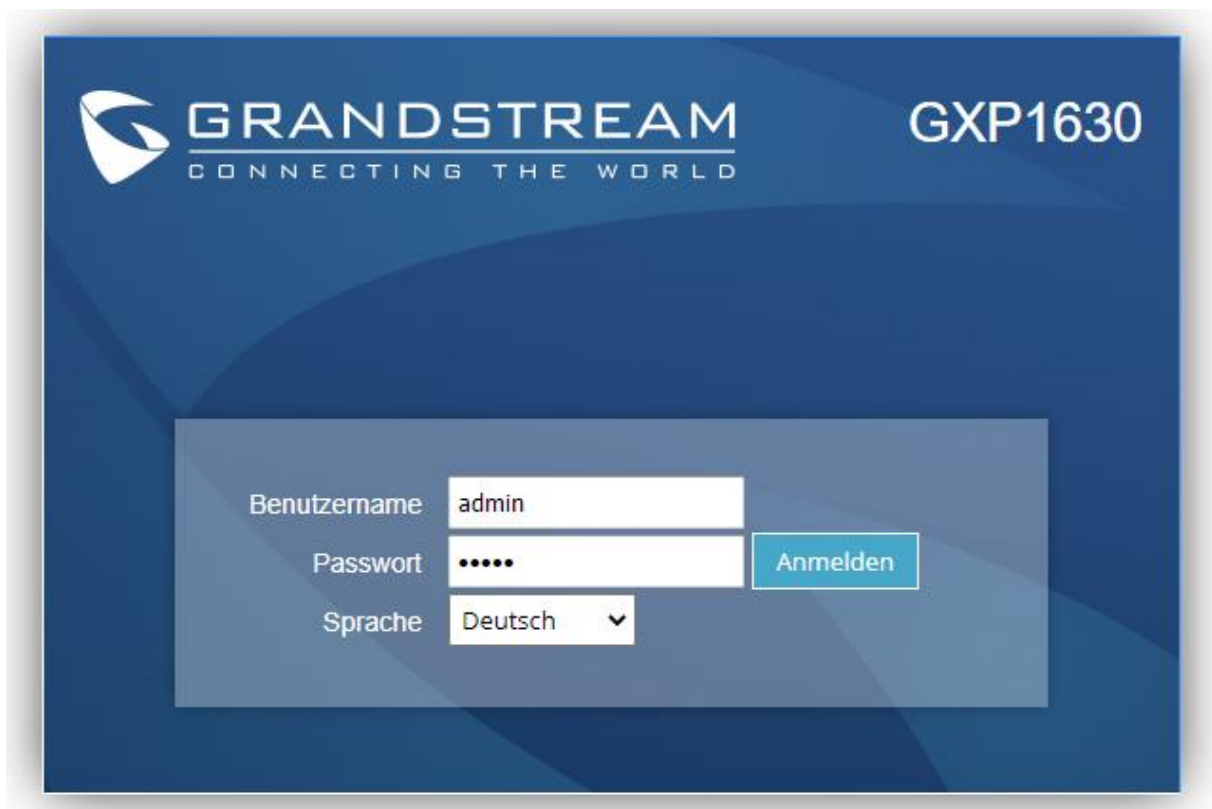 GRANDSTREAM
CONNECTING THE WORLD
GXP1630
Benutzername admin
Passwort ••••• Anmelden
Sprache Deutsch